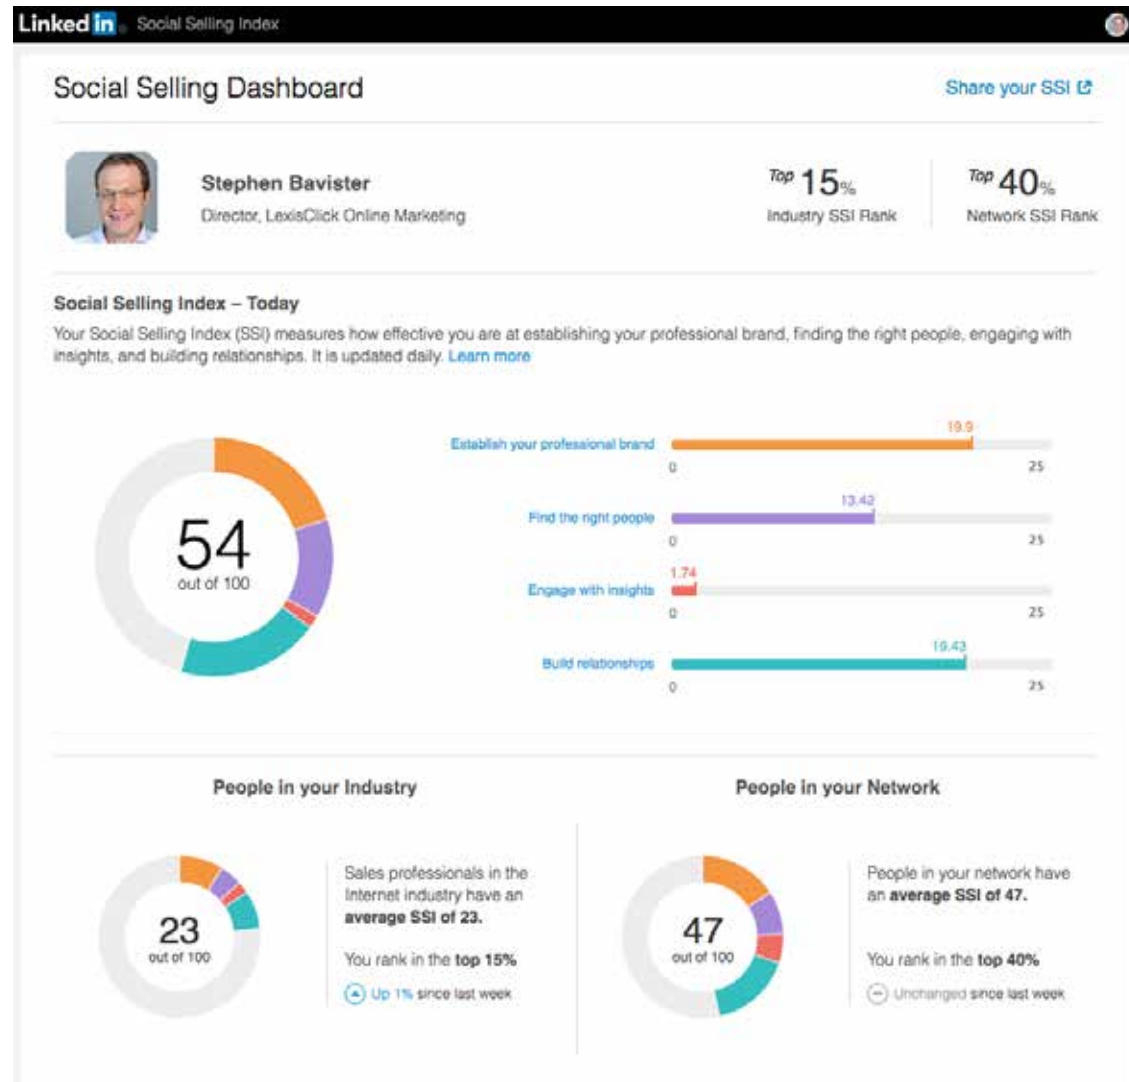 Linked in Social Selling Index
Social Selling Dashboard
Share your SSI
Stephen Bavister
Director, LexisClick Online Marketing
Top 15%
Industry SSI Rank
Top 40%
Network SSI Rank
Social Selling Index – Today
Your Social Selling Index (SSI) measures how effective you are at establishing your professional brand, finding the right people, engaging with
insights, and building relationships. It is updated daily. Learn more
54
out of 100
Establish your professional brand
19.9
0 25
Find the right people
13.42
0 25
Engage with insights
1.74
0 25
Build relationships
19.43
0 25
People in your Industry
23
out of 100
Sales professionals in the
Internet industry have an
average SSI of 23.
You rank in the top 15%
Up 1% since last week
People in your Network
47
out of 100
People in your network have
an average SSI of 47.
You rank in the top 40%
Unchanged since last week